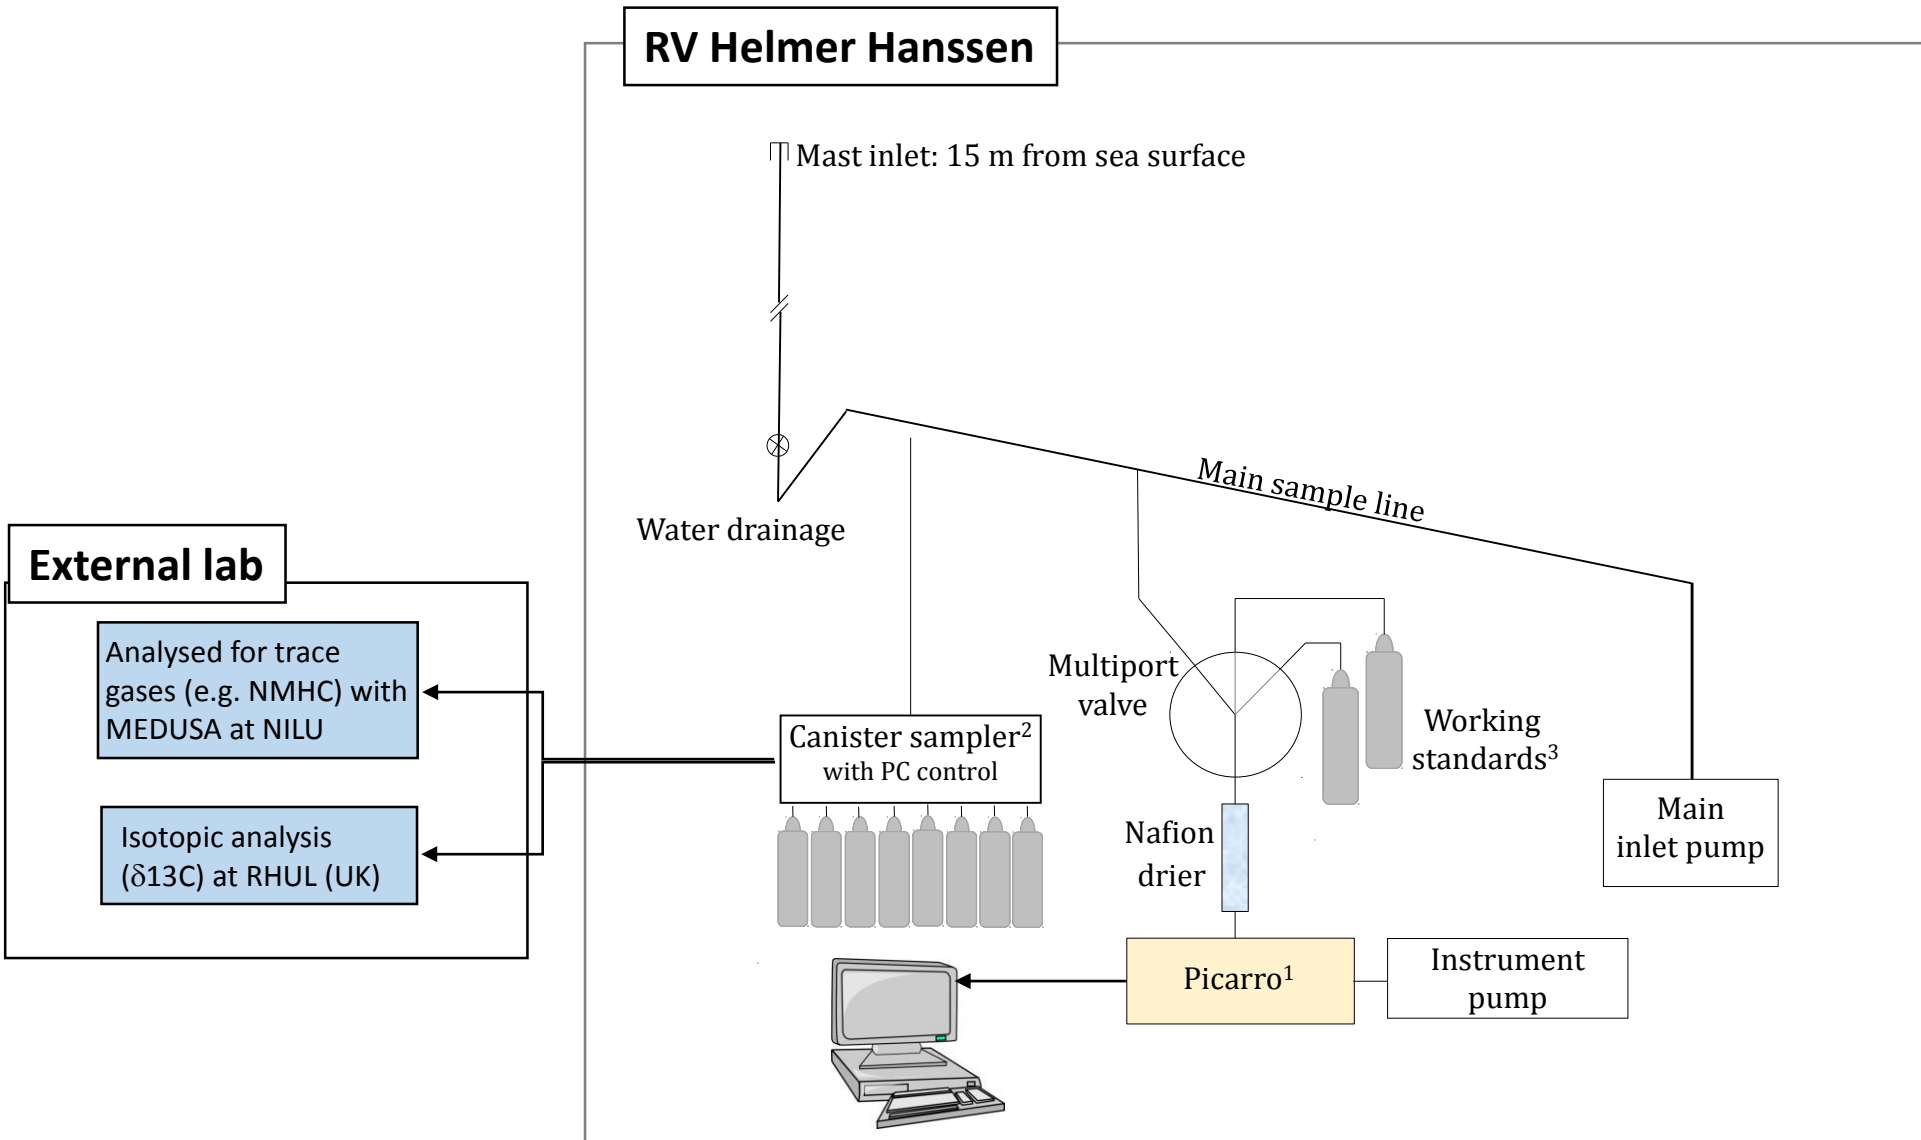 RV Helmer Hanssen
Mast inlet: 15 m from sea surface
Main sample line
Water drainage
External lab
Analysed for trace
gases (e.g. NMHC) with
MEDUSA at NILU
Isotopic analysis
(δ13C) at RHUL (UK)
Canister sampler²
with PC control
Multiport
valve
Working
standards³
Nafion
drier
Main
inlet pump
Picarro¹
Instrument
pump